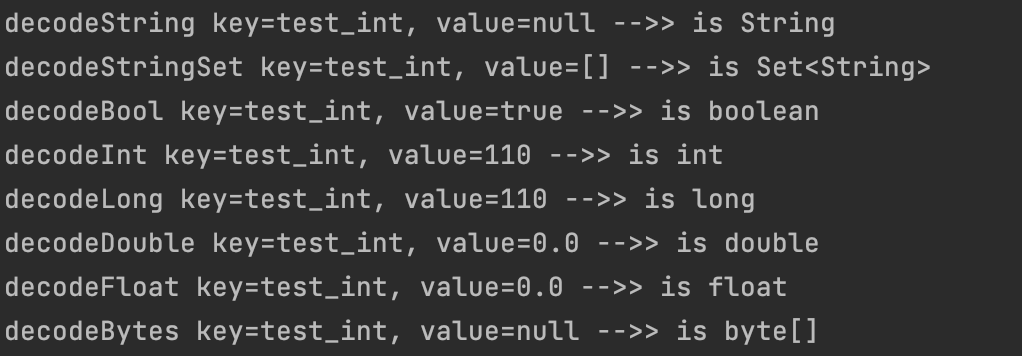 decodeString key=test_int, value=null -->> is String
decodeStringSet key=test_int, value=[] -->> is Set<String>
decodeBool key=test_int, value=true -->> is boolean
decodeInt key=test_int, value=110 -->> is int
decodeLong key=test_int, value=110 -->> is long
decodeDouble key=test_int, value=0.0 -->> is double
decodeFloat key=test_int, value=0.0 -->> is float
decodeBytes key=test_int, value=null -->> is byte[]